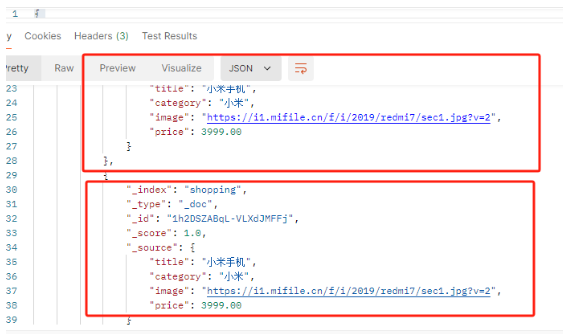 1 {
y Cookies Headers (3) Test Results
Pretty Raw Preview Visualize JSON
23 "title": "小米手机",
24 "category": "小米",
25 "image": "https://i1.mifile.cn/f/i/2019/redmi7/sec1.jpg?v=2",
26 "price": 3999.00
27 }
28 },
29 {
30 "_index": "shopping",
31 "_type": "_doc",
32 "_id": "1h2DSZABqL-VLXdJMFFj",
33 "_score": 1.0,
34 "_source": {
35 "title": "小米手机",
36 "category": "小米",
37 "image": "https://i1.mifile.cn/f/i/2019/redmi7/sec1.jpg?v=2",
38 "price": 3999.00
39 }